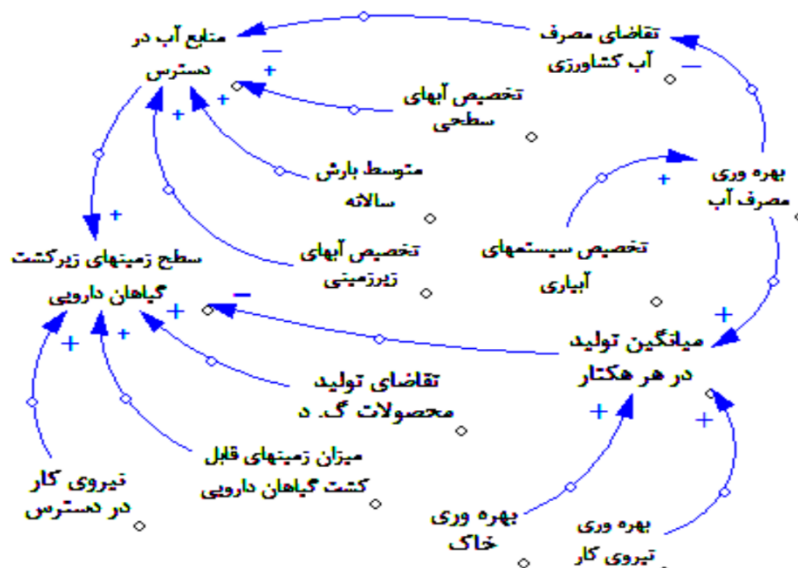 منابع آب در
دسترس
تقاضای مصرف
آب کشاورزی
تخصیص آبهای
سطحی
متوسط بارش
سالانه
بهره وری
مصرف آب
تخصیص آبهای
زیرزمینی
تخصیص سیستمهای
آبیاری
سطح زمینهای زیرکشت
گیاهان دارویی
میانگین تولید
در هر هکتار
تقاضای تولید
محصولات گ. د
میزان زمینهای قابل
کشت گیاهان دارویی
نیروی کار
در دسترس
بهره وری
خاک
بهره وری
نیروی کار